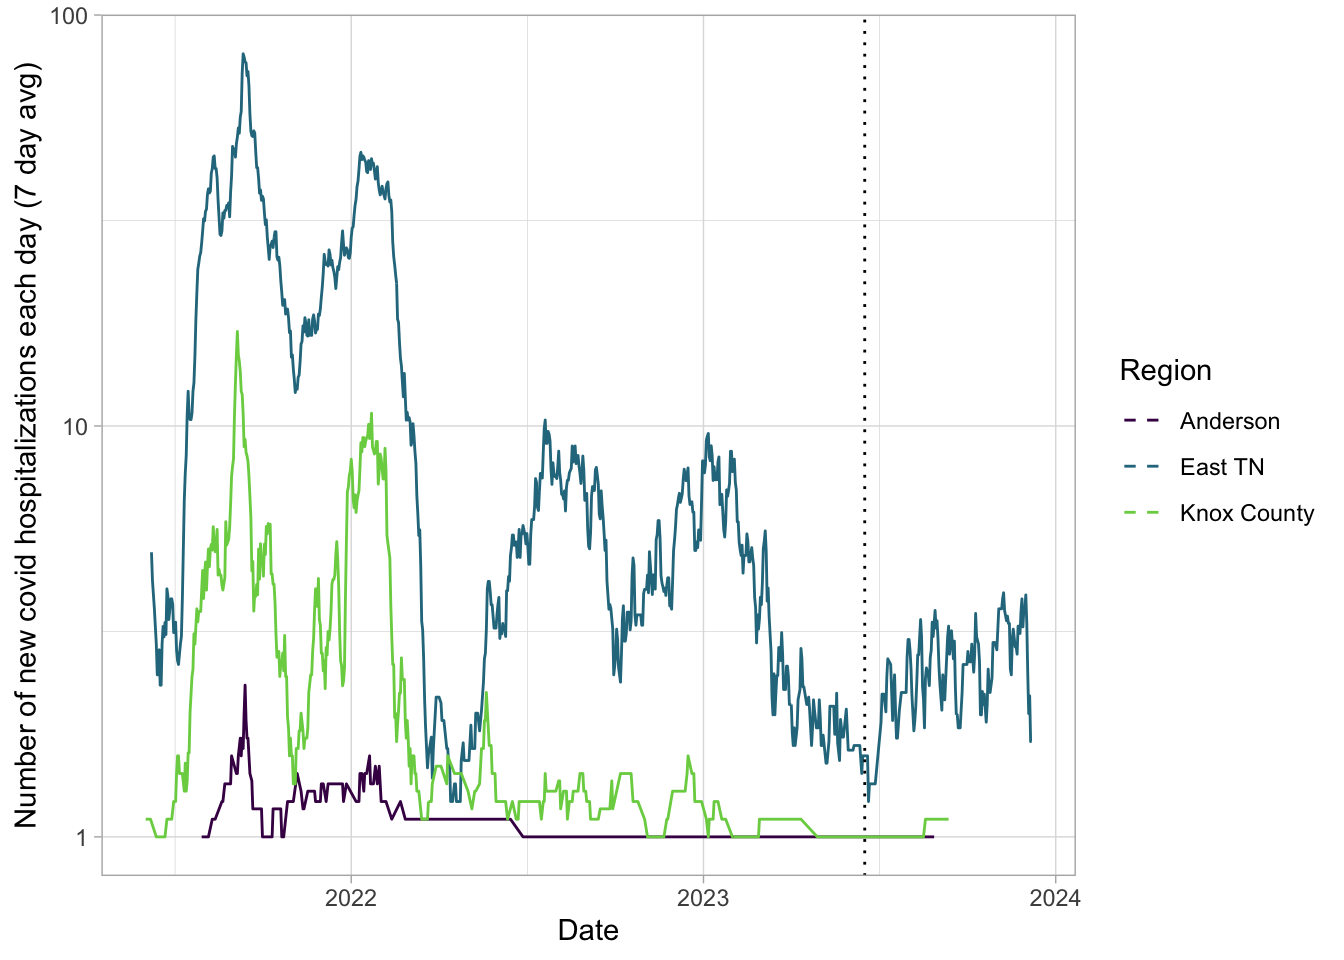 Number of new covid hospitalizations each day (7 day avg)
100
10
1
2022
2023
2024
Date
Region
Anderson
East TN
Knox County